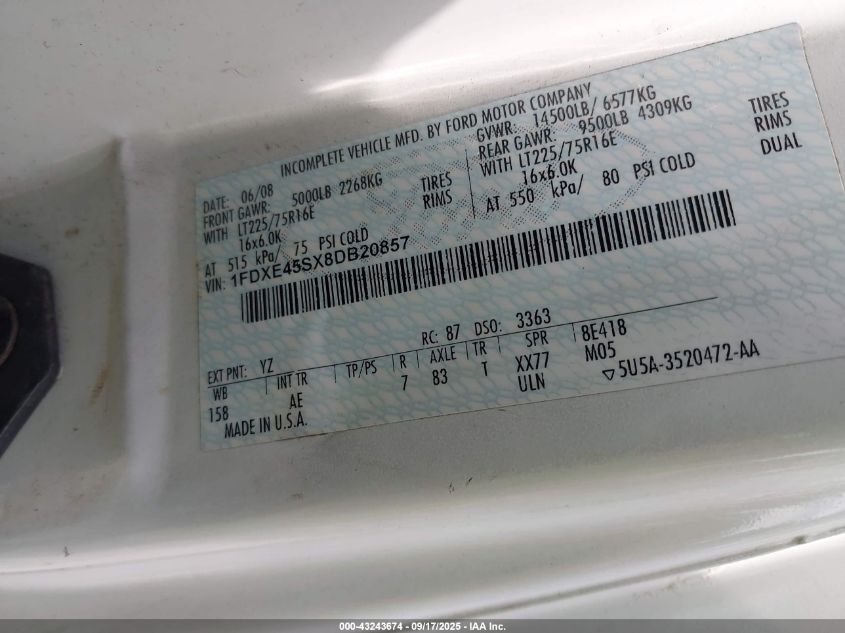 INCOMPLETE VEHICLE MFD. BY FORD MOTOR COMPANY
DATE: 06/08 GVWR: 14500LB/ 6577KG
FRONT GAWR: 5000LB 2268KG REAR GAWR: 9500LB 4309KG
WITH LT225/75R16E TIRES WITH LT225/75R16E TIRES
16x6.0K RIMS 16x6.0K RIMS
AT 515 kPa/ 75 PSI COLD AT 550 kPa/ 80 PSI COLD DUAL
VIN: 1FDXE45SX8DB20857
RC: 87 DSO: 3363
EXT PNT: YZ
WB INT TR TP/PS R AXLE TR SPR 8E418
158 AE 7 83 T XX77 M05
ULN ▽5U5A-3520472-AA
MADE IN U.S.A.
000-43243674 - 09/17/2025 - IAA Inc.